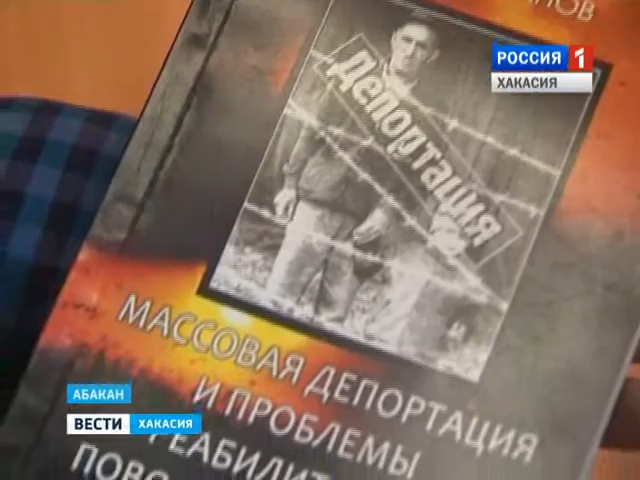 РОССИЯ 1
ХАКАСИЯ
Депортация
МАССОВАЯ ДЕПОРТАЦИЯ
И ПРОБЛЕМЫ
АБАКАН
ВЕСТИ ХАКАСИЯ